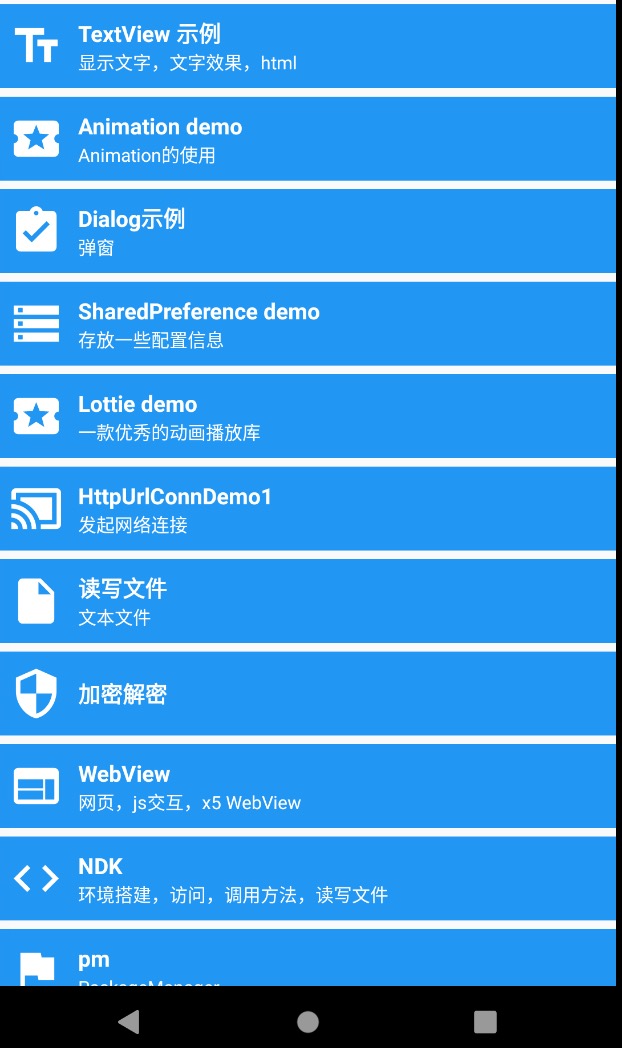 TextView 示例
显示文字，文字效果，html
Animation demo
Animation的使用
Dialog示例
弹窗
SharedPreference demo
存放一些配置信息
Lottie demo
一款优秀的动画播放库
HttpUrlConnDemo1
发起网络连接
读写文件
文本文件
加密解密
WebView
网页，js交互，x5 WebView
NDK
环境搭建，访问，调用方法，读写文件
pm
PackageManager